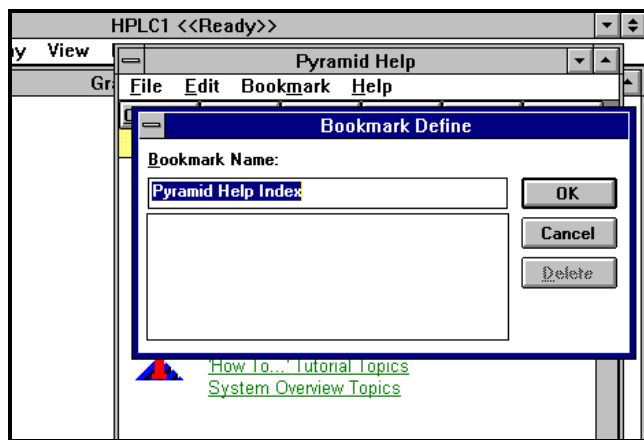 HPLC1 <<Ready>>
View
Pyramid Help
File Edit Bookmark Help
Bookmark Define
Bookmark Name:
Pyramid Help Index
OK
Cancel
Delete
'How To...' Tutorial Topics
System Overview Topics